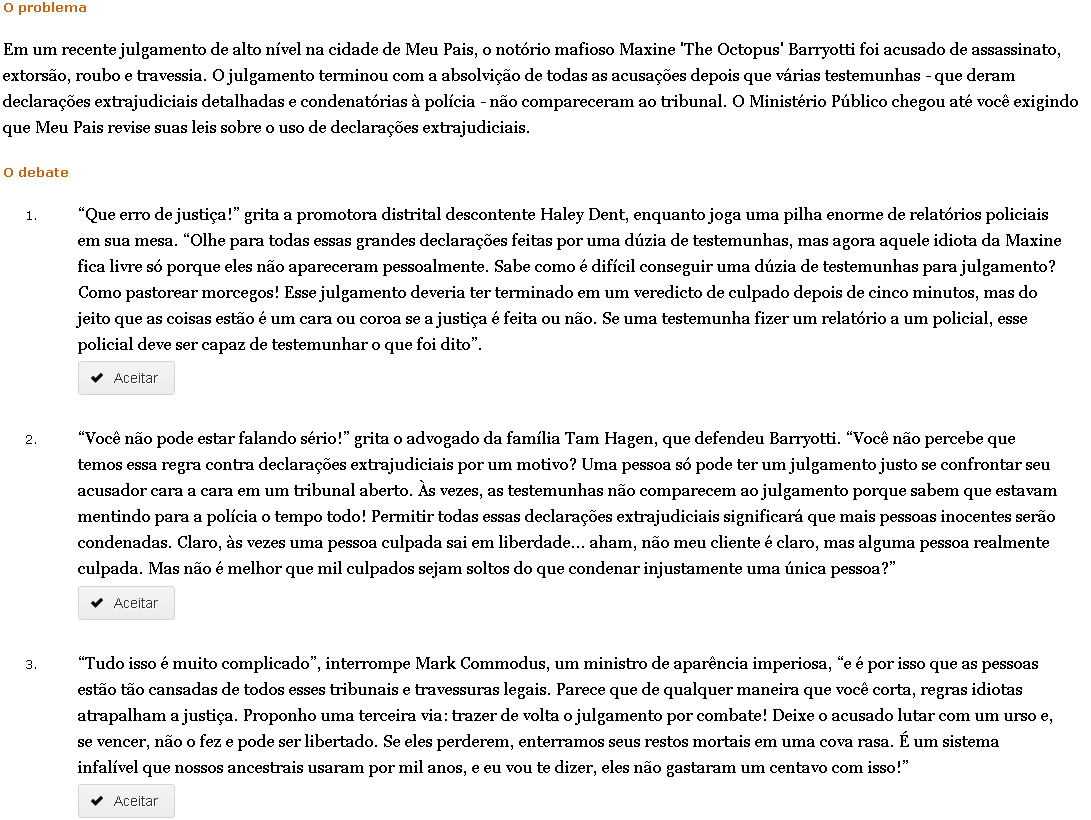 O problema
Em um recente julgamento de alto nível na cidade de Meu Pais, o notório mafioso Maxine 'The Octopus' Barryotti foi acusado de assassinato,
extorsão, roubo e travessia. O julgamento terminou com a absolvição de todas as acusações depois que várias testemunhas - que deram
declarações extrajudiciais detalhadas e condenatórias à polícia - não compareceram ao tribunal. O Ministério Público chegou até você exigindo
que Meu Pais revise suas leis sobre o uso de declarações extrajudiciais.
O debate
1. “Que erro de justiça!” grita a promotora distrital descontente Haley Dent, enquanto joga uma pilha enorme de relatórios policiais
em sua mesa. “Olhe para todas essas grandes declarações feitas por uma dúzia de testemunhas, mas agora aquele idiota da Maxine
fica livre só porque eles não apareceram pessoalmente. Sabe como é difícil conseguir uma dúzia de testemunhas para julgamento?
Como pastorear morcegos! Esse julgamento deveria ter terminado em um veredicto de culpado depois de cinco minutos, mas do
jeito que as coisas estão é um cara ou coroa se a justiça é feita ou não. Se uma testemunha fizer um relatório a um policial, esse
policial deve ser capaz de testemunhar o que foi dito”.
Aceitar
2. “Você não pode estar falando sério!” grita o advogado da família Tam Hagen, que defendeu Barryotti. “Você não percebe que
temos essa regra contra declarações extrajudiciais por um motivo? Uma pessoa só pode ter um julgamento justo se confrontar seu
acusador cara a cara em um tribunal aberto. Às vezes, as testemunhas não comparecem ao julgamento porque sabem que estavam
mentindo para a polícia o tempo todo! Permitir todas essas declarações extrajudiciais significará que mais pessoas inocentes serão
condenadas. Claro, às vezes uma pessoa culpada sai em liberdade... aham, não meu cliente é claro, mas alguma pessoa realmente
culpada. Mas não é melhor que mil culpados sejam soltos do que condenar injustamente uma única pessoa?”
Aceitar
3. “Tudo isso é muito complicado”, interrompe Mark Commodus, um ministro de aparência imperiosa, “e é por isso que as pessoas
estão tão cansadas de todos esses tribunais e travessuras legais. Parece que de qualquer maneira que você corta, regras idiotas
atrapalham a justiça. Proponho uma terceira via: trazer de volta o julgamento por combate! Deixe o acusado lutar com um urso e,
se vencer, não o fez e pode ser libertado. Se eles perderem, enterramos seus restos mortais em uma cova rasa. É um sistema
infalível que nossos ancestrais usaram por mil anos, e eu vou te dizer, eles não gastaram um centavo com isso!”
Aceitar